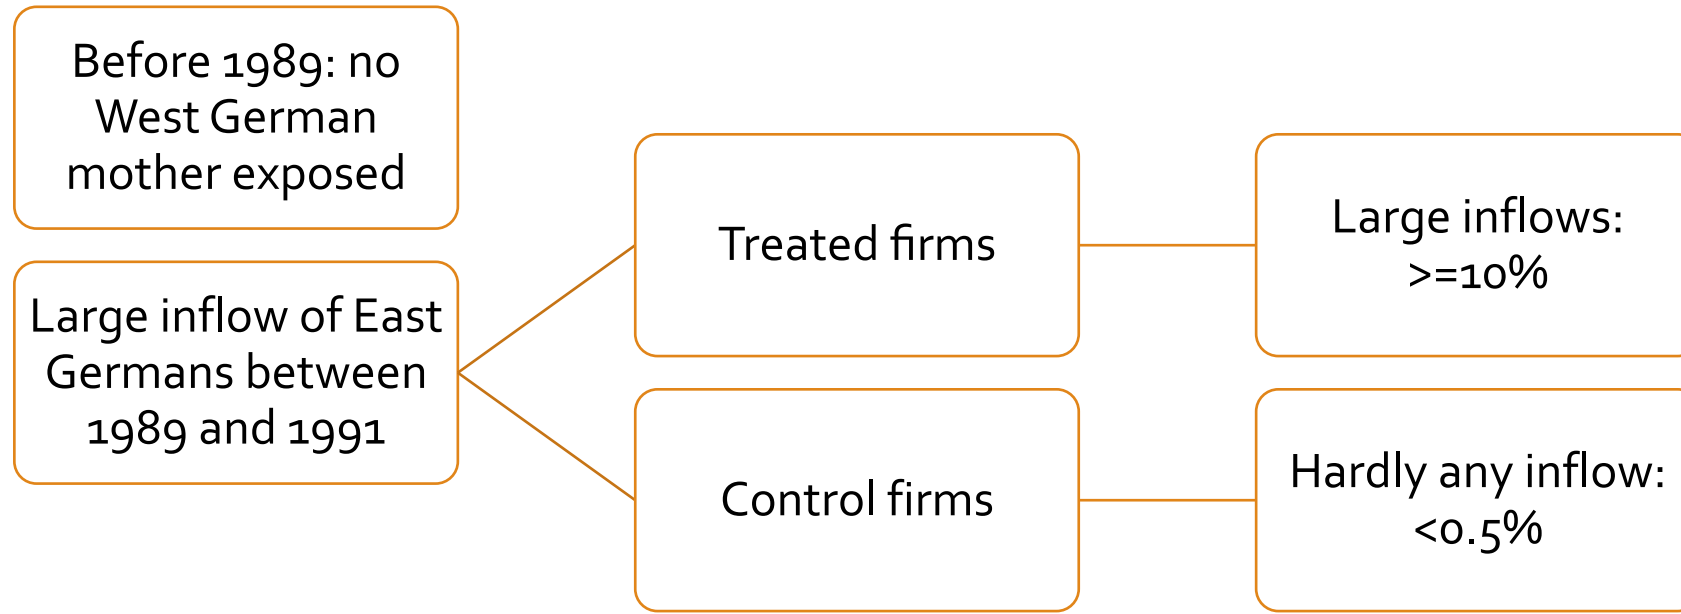 Before 1989: no
West German
mother exposed
Large inflow of East
Germans between
1989 and 1991
Treated firms
Large inflows:
>=10%
Control firms
Hardly any inflow:
<0.5%